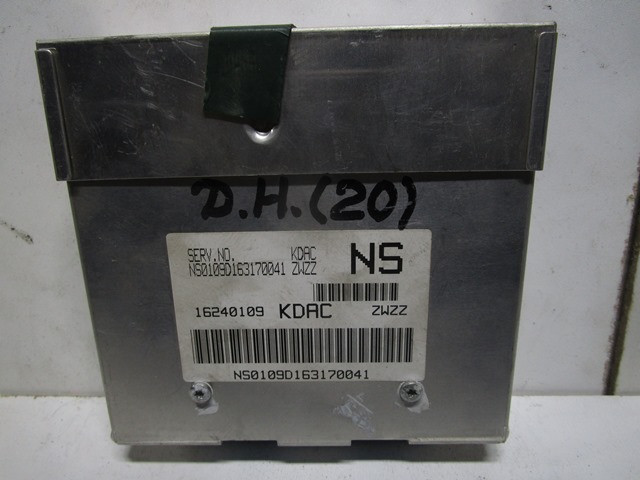 D.H.(20)
SERV.NO. KDAC NS
NS0109D163170041 ZWZZ
16240109 KDAC ZWZZ
NS0109D163170041